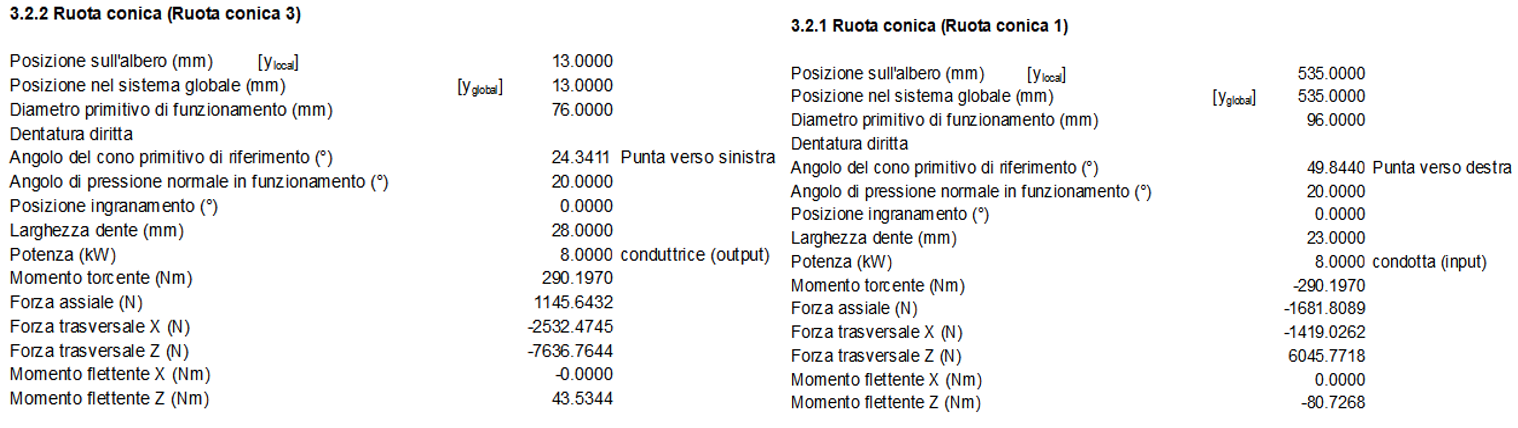 3.2.2 Ruota conica (Ruota conica 3)
Posizione sull'albero (mm) [ylocal] 13.0000
Posizione nel sistema globale (mm) [yglobal] 13.0000
Diametro primitivo di funzionamento (mm) 76.0000
Dentatura diritta
Angolo del cono primitivo di riferimento (°) 24.3411 Punta verso sinistra
Angolo di pressione normale in funzionamento (°) 20.0000
Posizione ingranamento (°) 0.0000
Larghezza dente (mm) 28.0000
Potenza (kW) 8.0000 conduttrice (output)
Momento torcente (Nm) 290.1970
Forza assiale (N) 1145.6432
Forza trasversale X (N) -2532.4745
Forza trasversale Z (N) -7636.7644
Momento flettente X (Nm) -0.0000
Momento flettente Z (Nm) 43.5344
3.2.1 Ruota conica (Ruota conica 1)
Posizione sull'albero (mm) [ylocal] 535.0000
Posizione nel sistema globale (mm) [yglobal] 535.0000
Diametro primitivo di funzionamento (mm) 96.0000
Dentatura diritta
Angolo del cono primitivo di riferimento (°) 49.8440 Punta verso destra
Angolo di pressione normale in funzionamento (°) 20.0000
Posizione ingranamento (°) 0.0000
Larghezza dente (mm) 23.0000
Potenza (kW) 8.0000 condotta (input)
Momento torcente (Nm) -290.1970
Forza assiale (N) -1681.8089
Forza trasversale X (N) -1419.0262
Forza trasversale Z (N) 6045.7718
Momento flettente X (Nm) 0.0000
Momento flettente Z (Nm) -80.7268